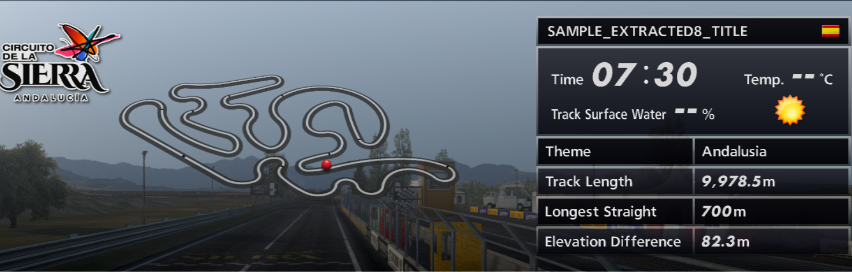 CIRCUITO
DE LA
SIERRA
ANDALUCÍA
SAMPLE_EXTRACTED8_TITLE
Time 07:30 Temp. -- °C
Track Surface Water -- %
Theme Andalusia
Track Length 9,978.5m
Longest Straight 700m
Elevation Difference 82.3m